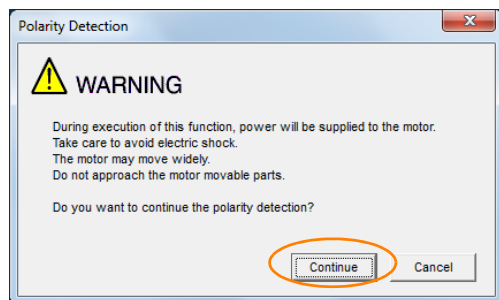 Polarity Detection
WARNING
During execution of this function, power will be supplied to the motor.
Take care to avoid electric shock.
The motor may move widely.
Do not approach the motor movable parts.
Do you want to continue the polarity detection?
Continue
Cancel